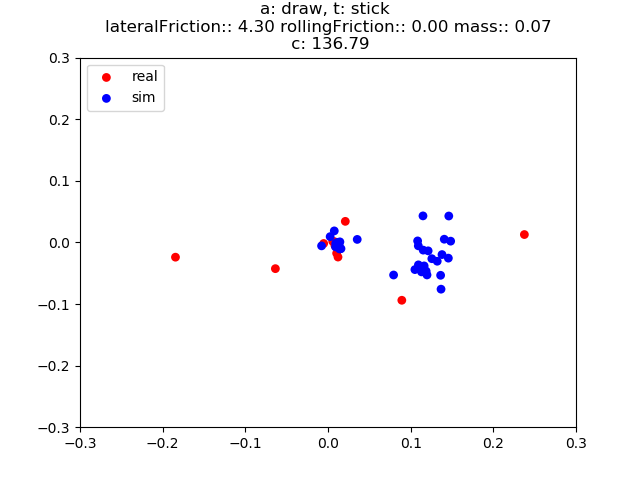 a: draw, t: stick
lateralFriction:: 4.30 rollingFriction:: 0.00 mass:: 0.07
c: 136.79
real
sim
0.3
0.2
0.1
0.0
−0.1
−0.2
−0.3
−0.3 −0.2 −0.1 0.0 0.1 0.2 0.3